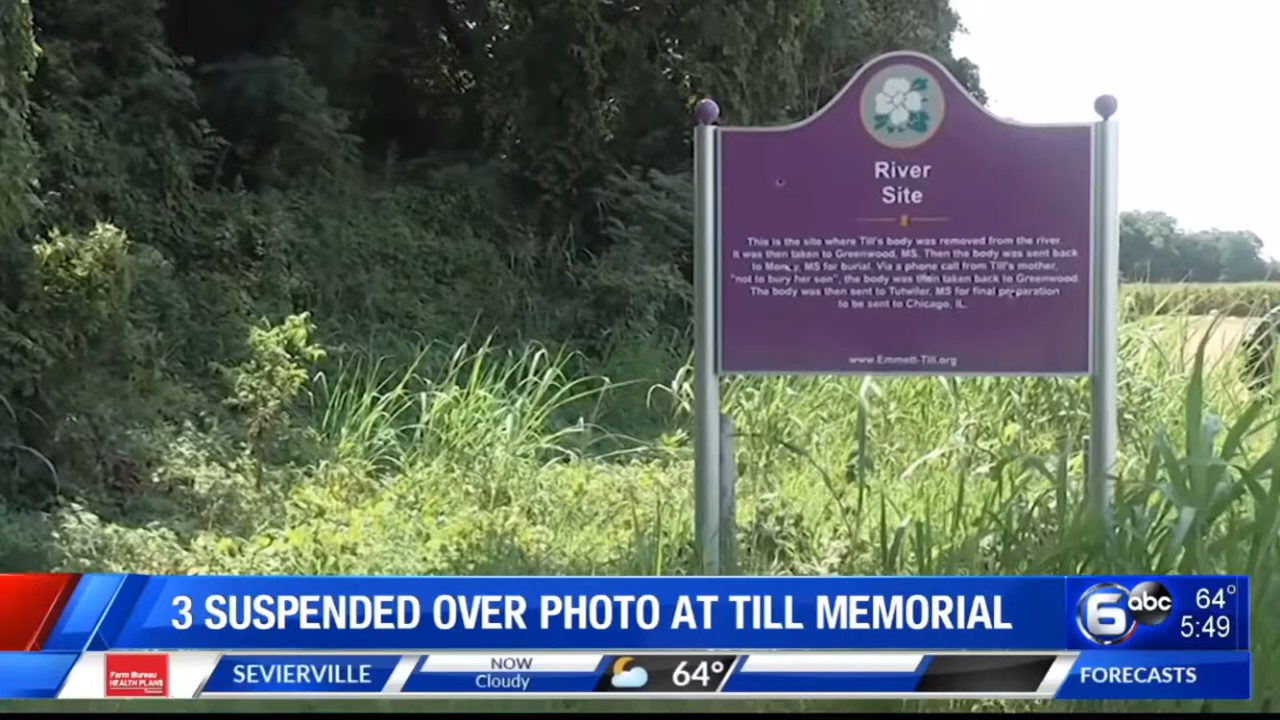 River
Site
This is the site where Till's body was removed from the river.
It was then taken to Greenwood, MS. Then the body was sent back
to Money, MS for burial. Via a phone call from Till's mother,
"not to bury her son", the body was then taken back to Greenwood.
The body was then sent to Tutwiler, MS for final preparation
to be sent to Chicago, IL.
www.Emmett-Till.org
3 SUSPENDED OVER PHOTO AT TILL MEMORIAL
6 abc
64°
5:49
Farm Bureau
HEALTH PLANS
SEVIERVILLE
NOW
Cloudy
64°
FORECASTS